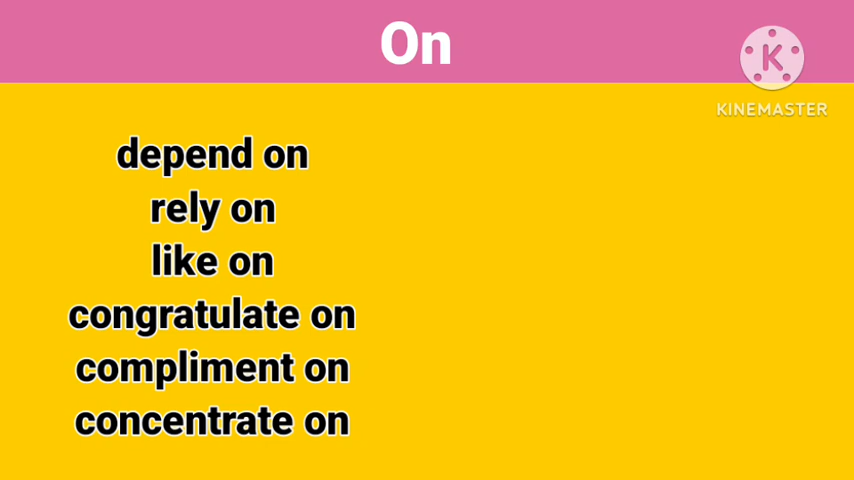 On
K
KINEMASTER
depend on
rely on
like on
congratulate on
compliment on
concentrate on